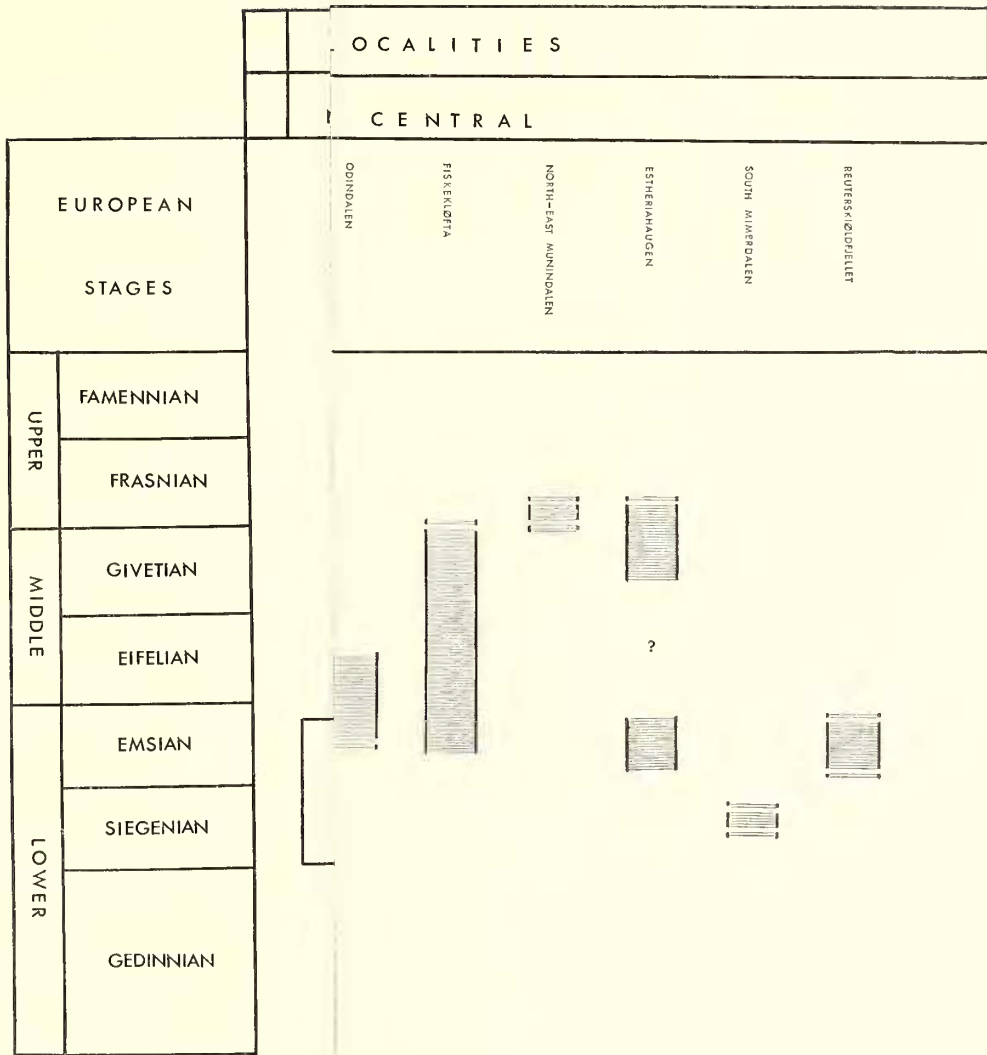 OCALITIES
CENTRAL
EUROPEAN
STAGES
ODINDALEN
FISKEKLØFTA
NORTH-EAST MUNINDALEN
ESTHERIAHAUGEN
SOUTH MIMERDALEN
REUTERSKIØLDFJELLET
UPPER
FAMENNIAN
FRASNIAN
MIDDLE
GIVETIAN
EIFELIAN
?
LOWER
EMSIAN
SIEGENIAN
GEDINNIAN